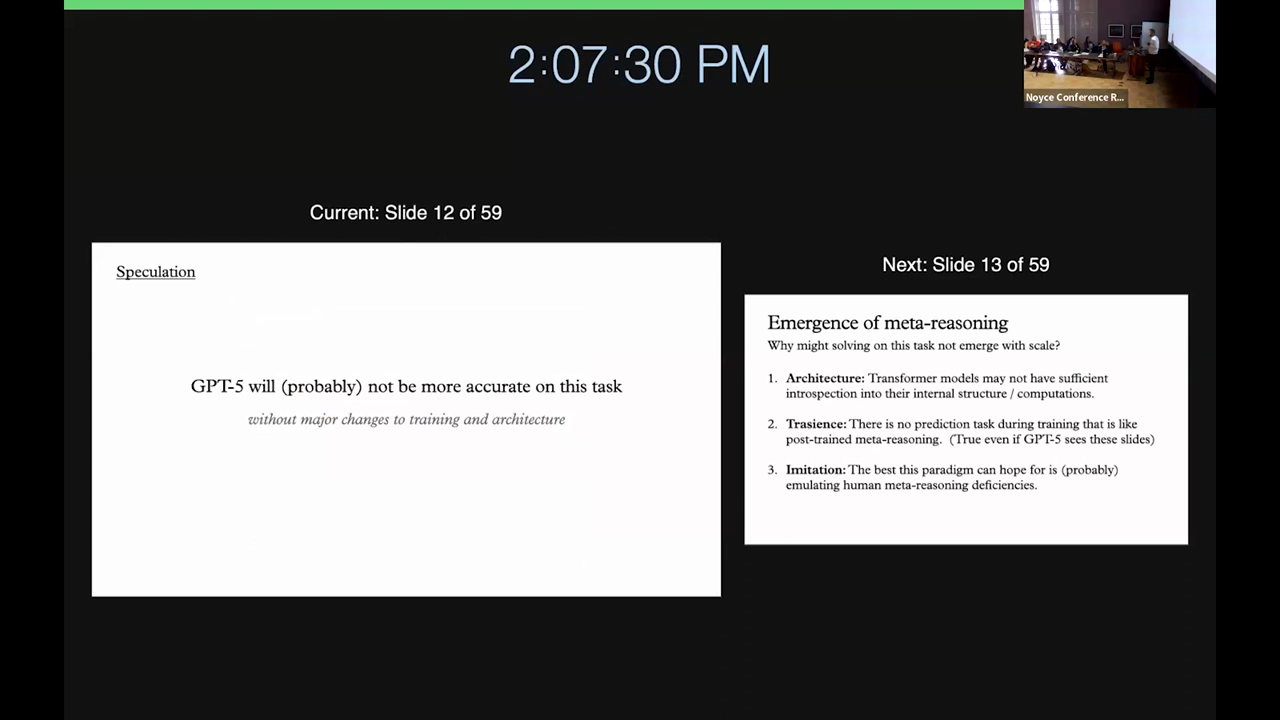 2:07:30 PM
Noyce Conference R...
Current: Slide 12 of 59
Speculation
GPT-5 will (probably) not be more accurate on this task
without major changes to training and architecture
Next: Slide 13 of 59
Emergence of meta-reasoning
Why might solving on this task not emerge with scale?
1. Architecture: Transformer models may not have sufficient
introspection into their internal structure / computations.
2. Trasience: There is no prediction task during training that is like
post-trained meta-reasoning. (True even if GPT-5 sees these slides)
3. Imitation: The best this paradigm can hope for is (probably)
emulating human meta-reasoning deficiencies.